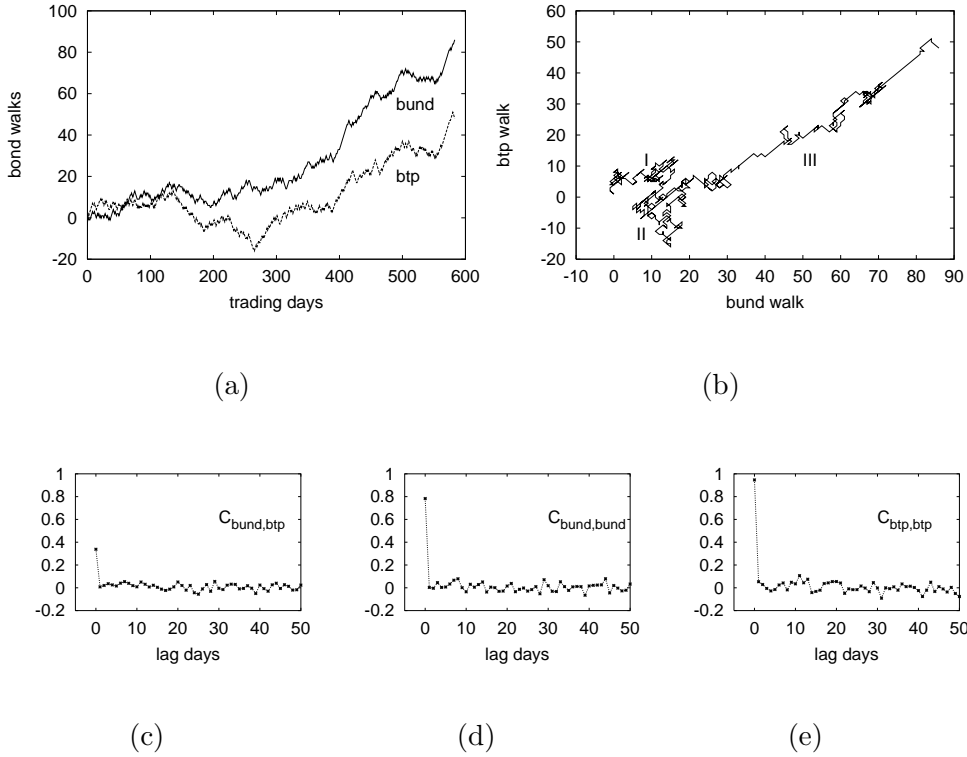 100
80
60
40
20
0
-20
bond walks
bund
btp
0 100 200 300 400 500 600
trading days
(a)
60
50
40
30
20
10
0
-10
-20
btp walk
I
II
III
-10 0 10 20 30 40 50 60 70 80 90
bund walk
(b)
1
0.8
0.6
0.4
0.2
0
-0.2
C bund,btp
0 10 20 30 40 50
lag days
(c)
1
0.8
0.6
0.4
0.2
0
-0.2
C bund,bund
0 10 20 30 40 50
lag days
(d)
1
0.8
0.6
0.4
0.2
0
-0.2
C btp,btp
0 10 20 30 40 50
lag days
(e)